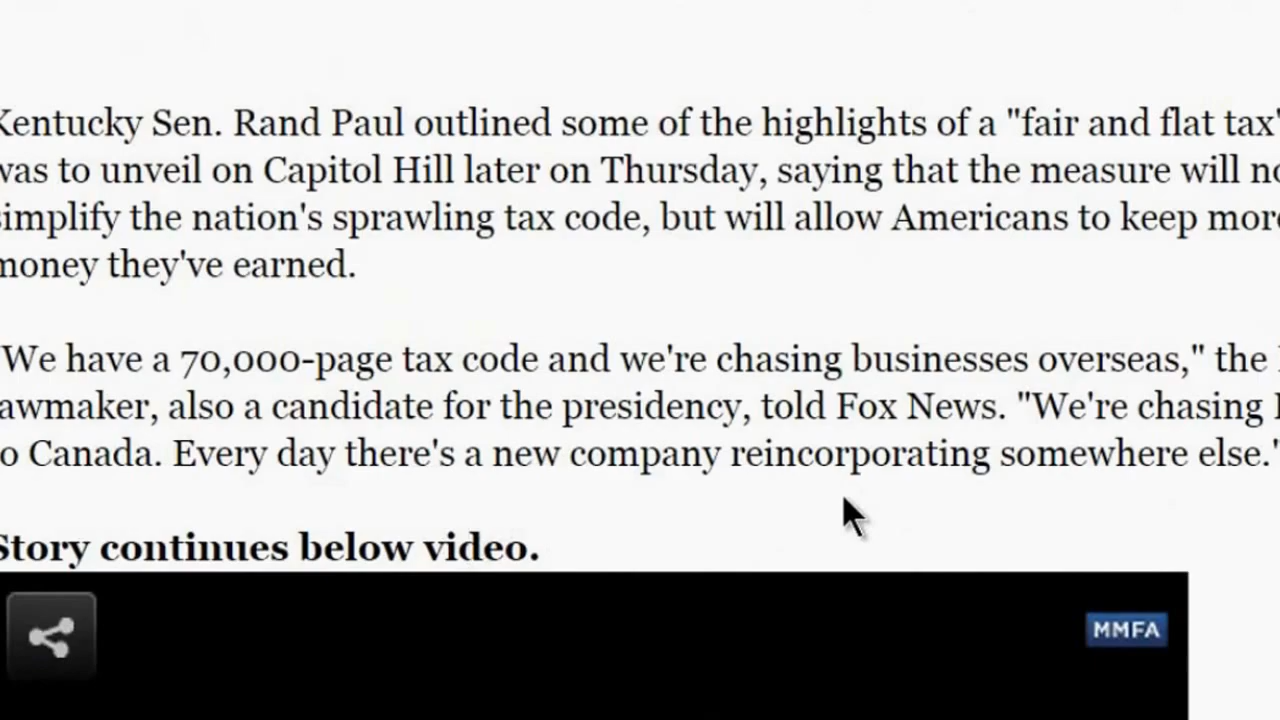 Kentucky Sen. Rand Paul outlined some of the highlights of a "fair and flat tax"
was to unveil on Capitol Hill later on Thursday, saying that the measure will
simplify the nation's sprawling tax code, but will allow Americans to keep more
money they've earned.
"We have a 70,000-page tax code and we're chasing businesses overseas," the
lawmaker, also a candidate for the presidency, told Fox News. "We're chasing
to Canada. Every day there's a new company reincorporating somewhere else."
Story continues below video.
MMFA